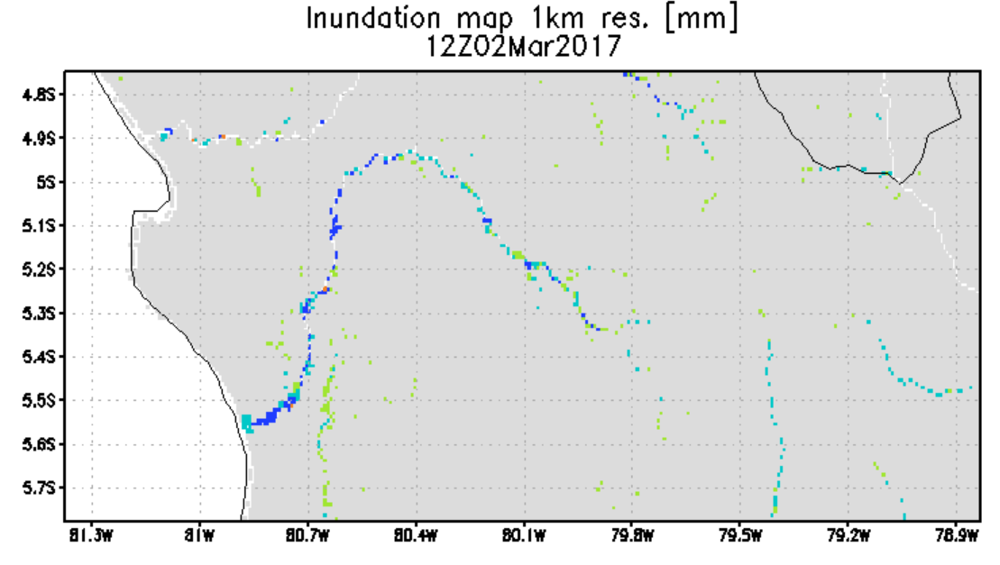 Inundation map 1km res. [mm]
12Z02Mar2017
4.8S
4.9S
5S
5.1S
5.2S
5.3S
5.4S
5.5S
5.6S
5.7S
81.3W 81W 80.7W 80.4W 80.1W 79.8W 79.5W 79.2W 78.9W